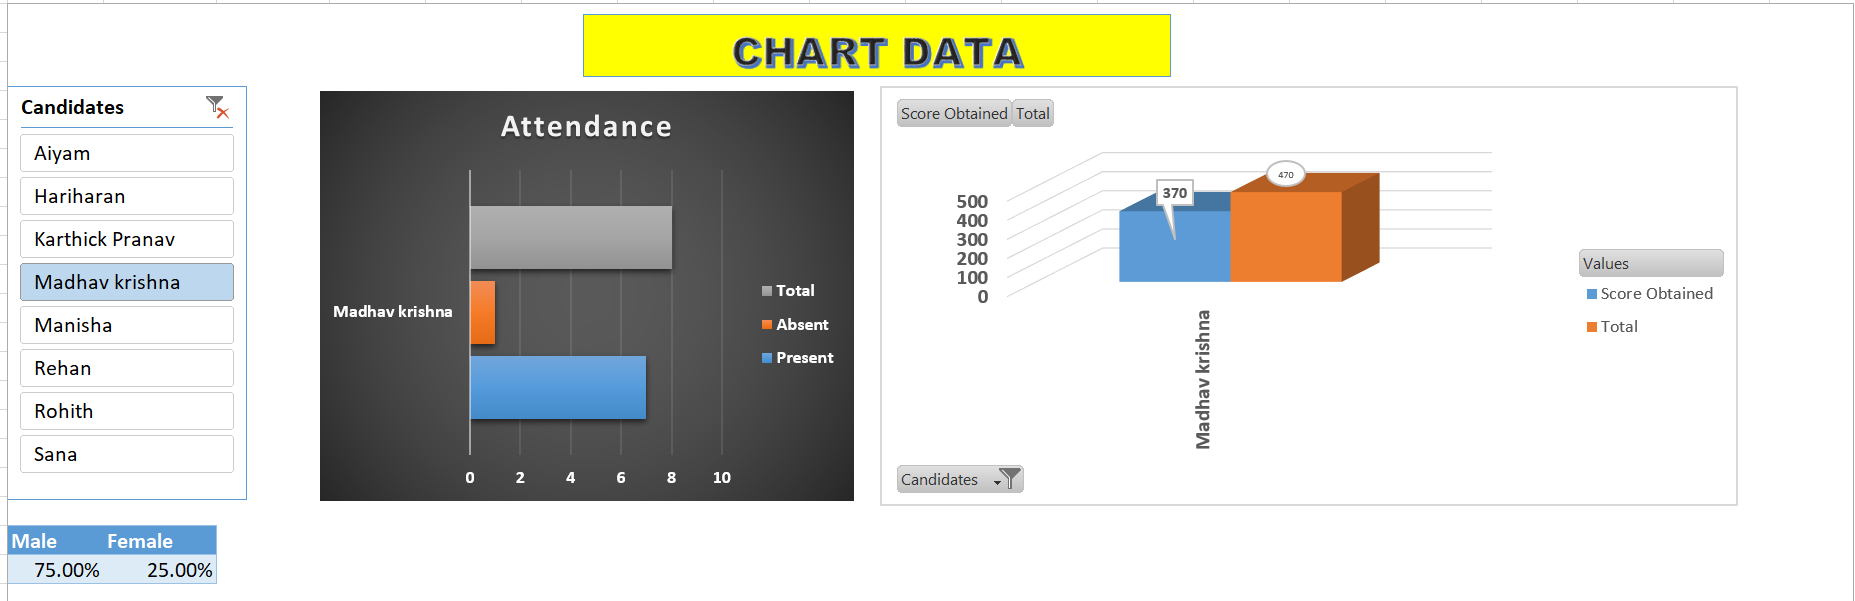 CHART DATA
Candidates
Aiyam
Hariharan
Karthick Pranav
Madhav krishna
Manisha
Rehan
Rohith
Sana
Male Female
75.00% 25.00%
Attendance
Madhav krishna
0 2 4 6 8 10
Total
Absent
Present
Score Obtained Total
500
400
300
200
100
0
370
470
Madhav krishna
Values
Score Obtained
Total
Candidates